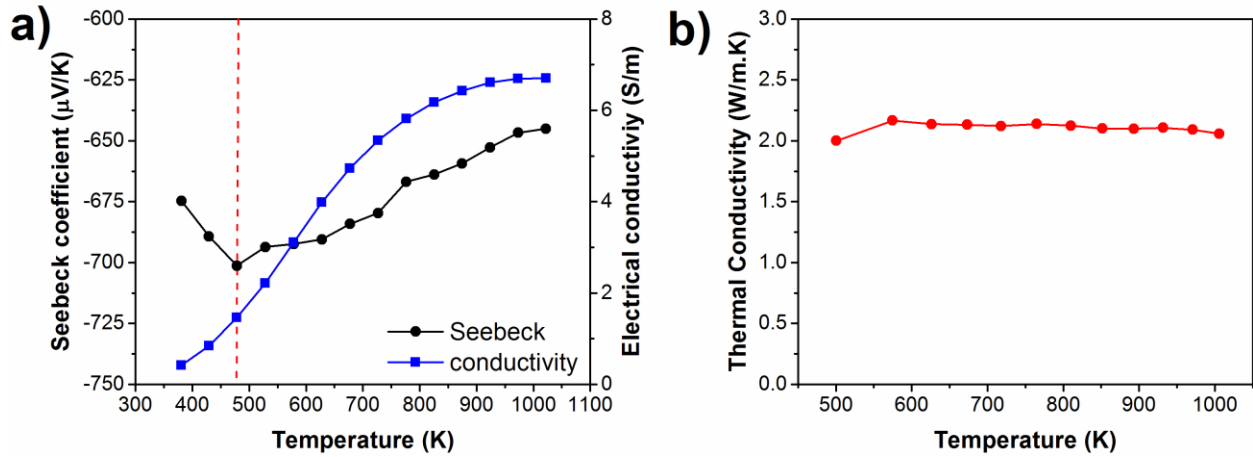 a)
Seebeck coefficient (μV/K)
-600
-625
-650
-675
-700
-725
-750
300 400 500 600 700 800 900 1000 1100
Temperature (K)
Seebeck
conductivity
8
6
4
2
0
Electrical conductiviy (S/m)
b)
Thermal Conductivity (W/m.K)
3.0
2.5
2.0
1.5
1.0
0.5
0.0
500 600 700 800 900 1000
Temperature (K)